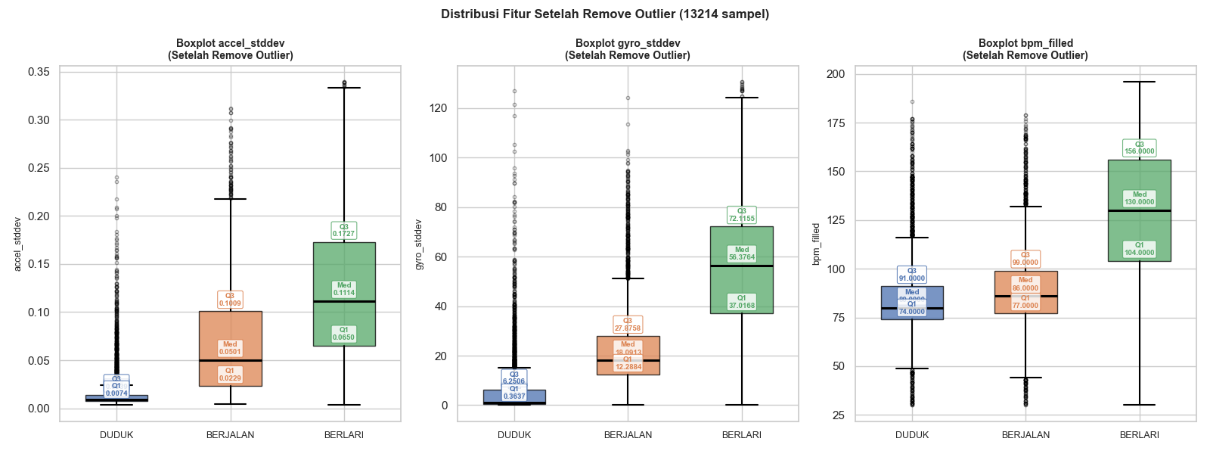 Distribusi Fitur Setelah Remove Outlier (13214 sampel)
Boxplot accel_stddev
(Setelah Remove Outlier)
accel_stddev
0.35
0.30
0.25
0.20
0.15
0.10
0.05
0.00
Q3
Q1
0.0074
Q3
0.1009
Med
0.0501
Q1
0.0229
Q3
0.1727
Med
0.1114
Q1
0.0650
DUDUK
BERJALAN
BERLARI
Boxplot gyro_stddev
(Setelah Remove Outlier)
gyro_stddev
120
100
80
60
40
20
0
Q3
6.2506
Q1
0.3637
Q3
27.8758
Med
Q1
12.2884
Q3
72.1155
Med
56.3764
Q1
37.0168
DUDUK
BERJALAN
BERLARI
Boxplot bpm_filled
(Setelah Remove Outlier)
bpm_filled
200
175
150
125
100
75
50
25
Q3
91.0000
Med
Q1
74.0000
Q3
99.0000
Med
86.0000
Q1
77.0000
Q3
156.0000
Med
130.0000
Q1
104.0000
DUDUK
BERJALAN
BERLARI